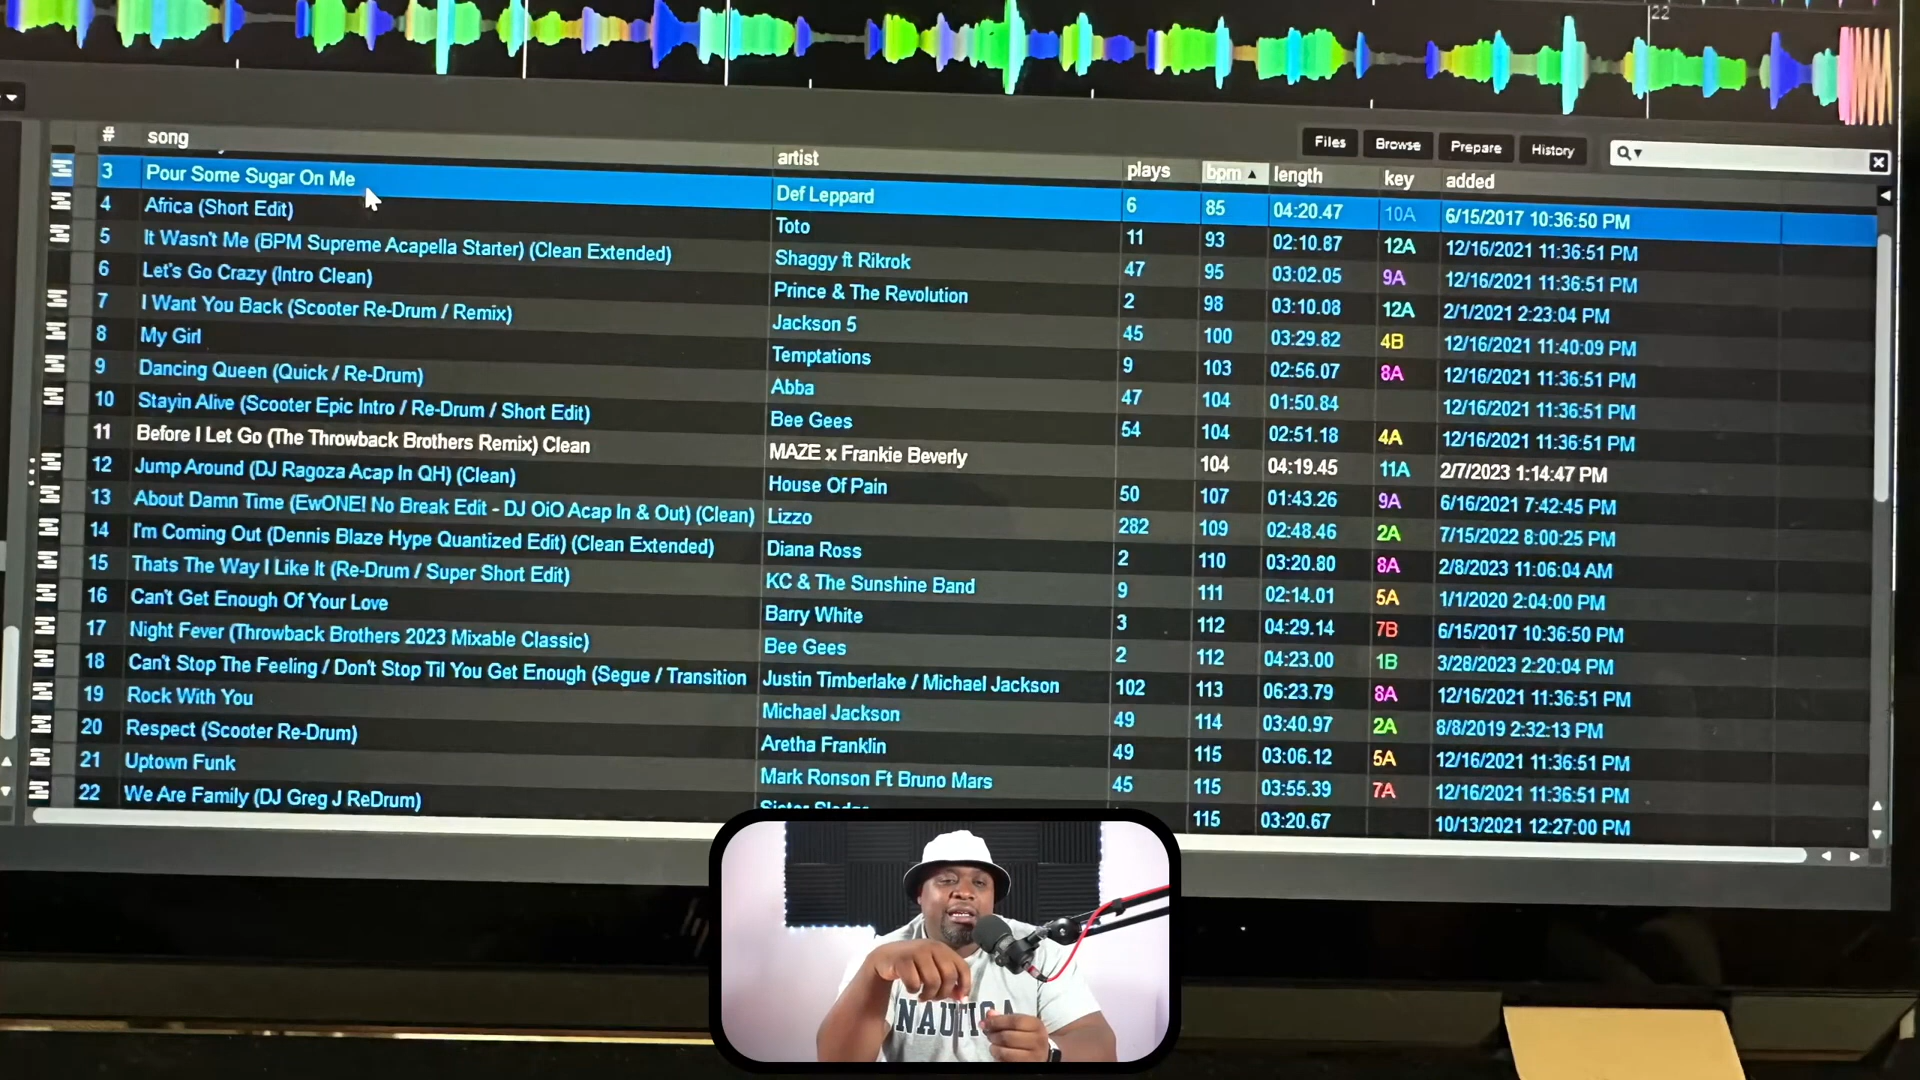 22
Files Browse Prepare History
# song artist plays bpm length key added
3 Pour Some Sugar On Me Def Leppard 6 85 04:20.47 10A 6/15/2017 10:36:50 PM
4 Africa (Short Edit) Toto 11 93 02:10.87 12A 12/16/2021 11:36:51 PM
5 It Wasn't Me (BPM Supreme Acapella Starter) (Clean Extended) Shaggy ft Rikrok 47 95 03:02.05 9A 12/16/2021 11:36:51 PM
6 Let's Go Crazy (Intro Clean) Prince & The Revolution 2 98 03:10.08 12A 2/1/2021 2:23:04 PM
7 I Want You Back (Scooter Re-Drum / Remix) Jackson 5 45 100 03:29.82 4B 12/16/2021 11:40:09 PM
8 My Girl Temptations 9 103 02:56.07 8A 12/16/2021 11:36:51 PM
9 Dancing Queen (Quick / Re-Drum) Abba 47 104 01:50.84 12/16/2021 11:36:51 PM
10 Stayin Alive (Scooter Epic Intro / Re-Drum / Short Edit) Bee Gees 54 104 02:51.18 4A 12/16/2021 11:36:51 PM
11 Before I Let Go (The Throwback Brothers Remix) Clean MAZE x Frankie Beverly 104 04:19.45 11A 2/7/2023 1:14:47 PM
12 Jump Around (DJ Ragoza Acap In QH) (Clean) House Of Pain 50 107 01:43.26 9A 6/16/2021 7:42:45 PM
13 About Damn Time (EwONE! No Break Edit - DJ OiO Acap In & Out) (Clean) Lizzo 282 109 02:48.46 2A 7/15/2022 8:00:25 PM
14 I'm Coming Out (Dennis Blaze Hype Quantized Edit) (Clean Extended) Diana Ross 2 110 03:20.80 8A 2/8/2023 11:06:04 AM
15 Thats The Way I Like It (Re-Drum / Super Short Edit) KC & The Sunshine Band 9 111 02:14.01 5A 1/1/2020 2:04:00 PM
16 Can't Get Enough Of Your Love Barry White 3 112 04:29.14 7B 6/15/2017 10:36:50 PM
17 Night Fever (Throwback Brothers 2023 Mixable Classic) Bee Gees 2 112 04:23.00 1B 3/28/2023 2:20:04 PM
18 Can't Stop The Feeling / Don't Stop Til You Get Enough (Segue / Transition Justin Timberlake / Michael Jackson 102 113 06:23.79 8A 12/16/2021 11:36:51 PM
19 Rock With You Michael Jackson 49 114 03:40.97 2A 8/8/2019 2:32:13 PM
20 Respect (Scooter Re-Drum) Aretha Franklin 49 115 03:06.12 5A 12/16/2021 11:36:51 PM
21 Uptown Funk Mark Ronson Ft Bruno Mars 45 115 03:55.39 7A 12/16/2021 11:36:51 PM
22 We Are Family (DJ Greg J ReDrum) 115 03:20.67 10/13/2021 12:27:00 PM
hp
NAUTICA